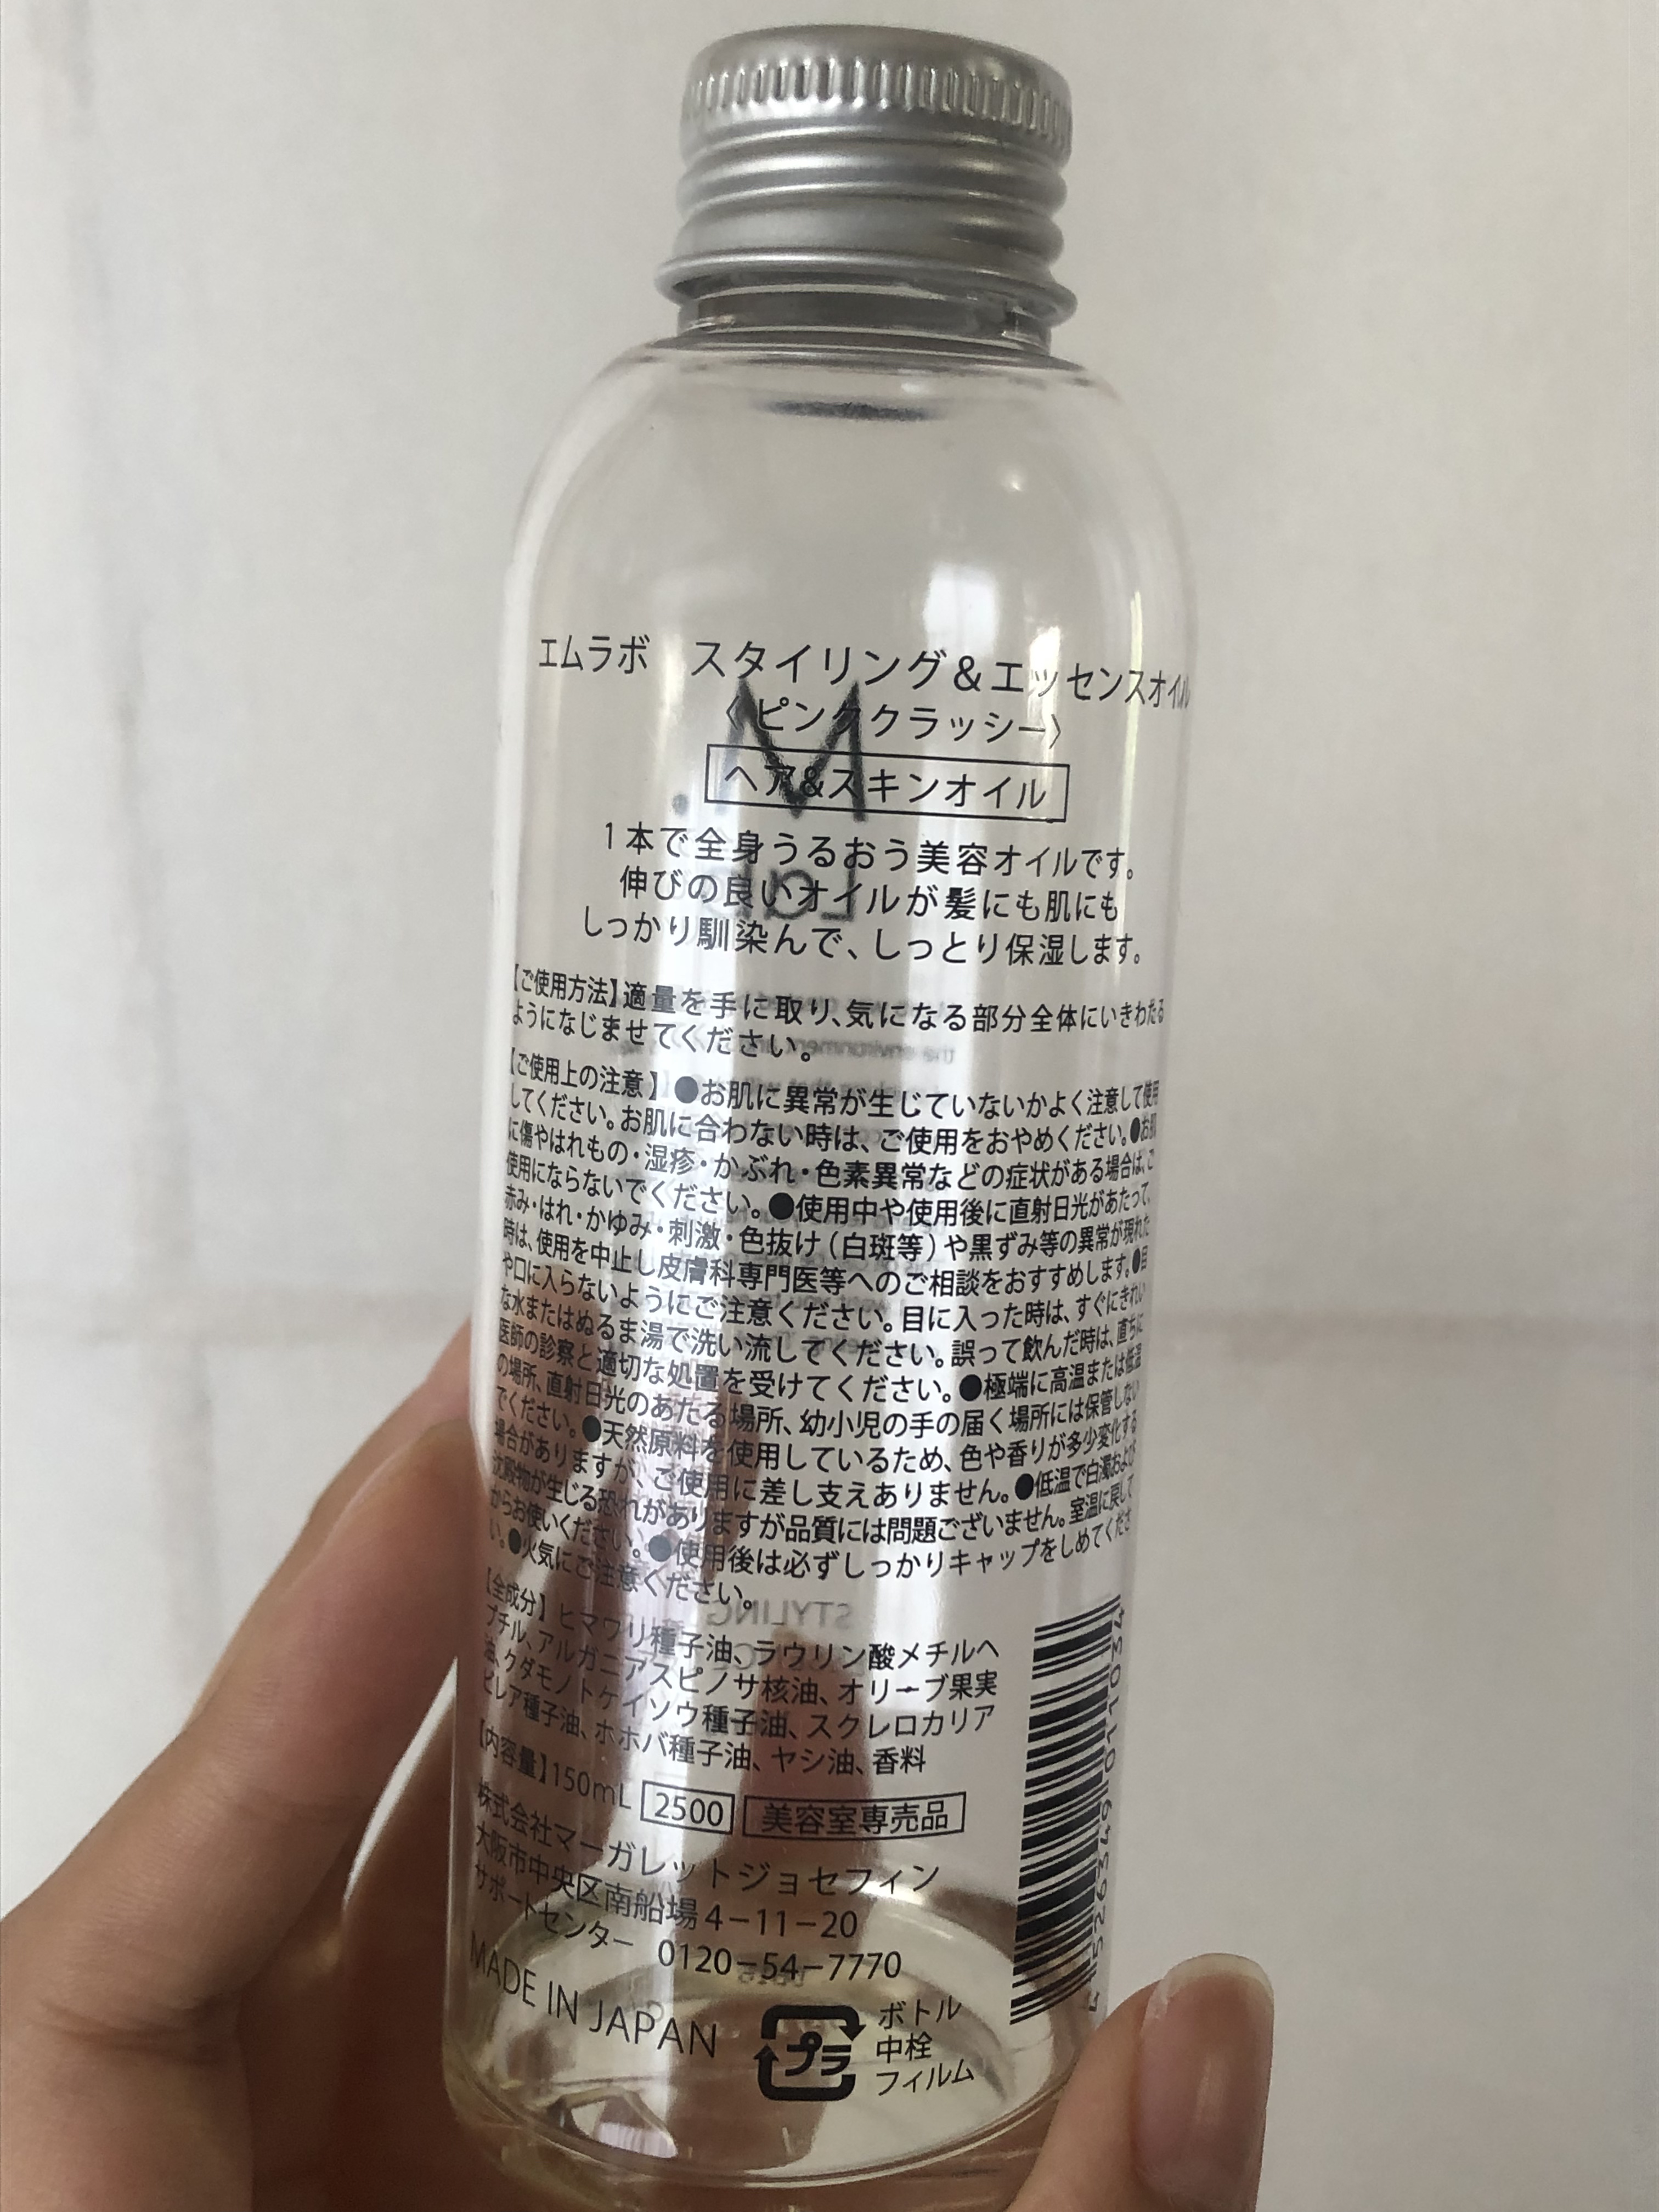 エムラボ　スタイリング＆エッセンスオイル
〈ピンククラッシー〉
ヘア&スキンオイル
1本で全身うるおう美容オイルです。
伸びの良いオイルが髪にも肌にも
しっかり馴染んで、しっとり保湿します。
【ご使用方法】適量を手に取り、気になる部分全体にいきわたる
ようになじませてください。
【ご使用上の注意】●お肌に異常が生じていないかよく注意して使用
してください。お肌に合わない時は、ご使用をおやめください。●お肌
に傷やはれもの・湿疹・かぶれ・色素異常などの症状がある場合は、ご
使用にならないでください。●使用中や使用後に直射日光があたって、
赤み・はれ・かゆみ・刺激・色抜け（白斑等）や黒ずみ等の異常が現れた
時は、使用を中止し皮膚科専門医等へのご相談をおすすめします。●目
や口に入らないようにご注意ください。目に入った時は、すぐにきれい
な水またはぬるま湯で洗い流してください。誤って飲んだ時は、直ちに
医師の診察と適切な処置を受けてください。●極端に高温または低温
の場所、直射日光のあたる場所、幼小児の手の届く場所には保管しない
でください。●天然原料を使用しているため、色や香りが多少変化する
場合がありますが、ご使用に差し支えありません。●低温で白濁および
沈殿物が生じる恐れがありますが品質には問題ございません。室温に戻して
からお使いください。●使用後は必ずしっかりキャップをしめてくださ
い。●火気にご注意ください。
【全成分】ヒマワリ種子油、ラウリン酸メチルヘ
プチル、アルガニアスピノサ核油、オリーブ果実
油、クダモノトケイソウ種子油、スクレロカリア
ビレア種子油、ホホバ種子油、ヤシ油、香料
【内容量】150mL 2500 美容室専売品
株式会社マーガレットジョセフィン
大阪市中央区南船場4−11−20
サポートセンター 0120−54−7770
MADE IN JAPAN
プラ
ボトル
中栓
フィルム
4 526349 011034
M
Lab
STYLING